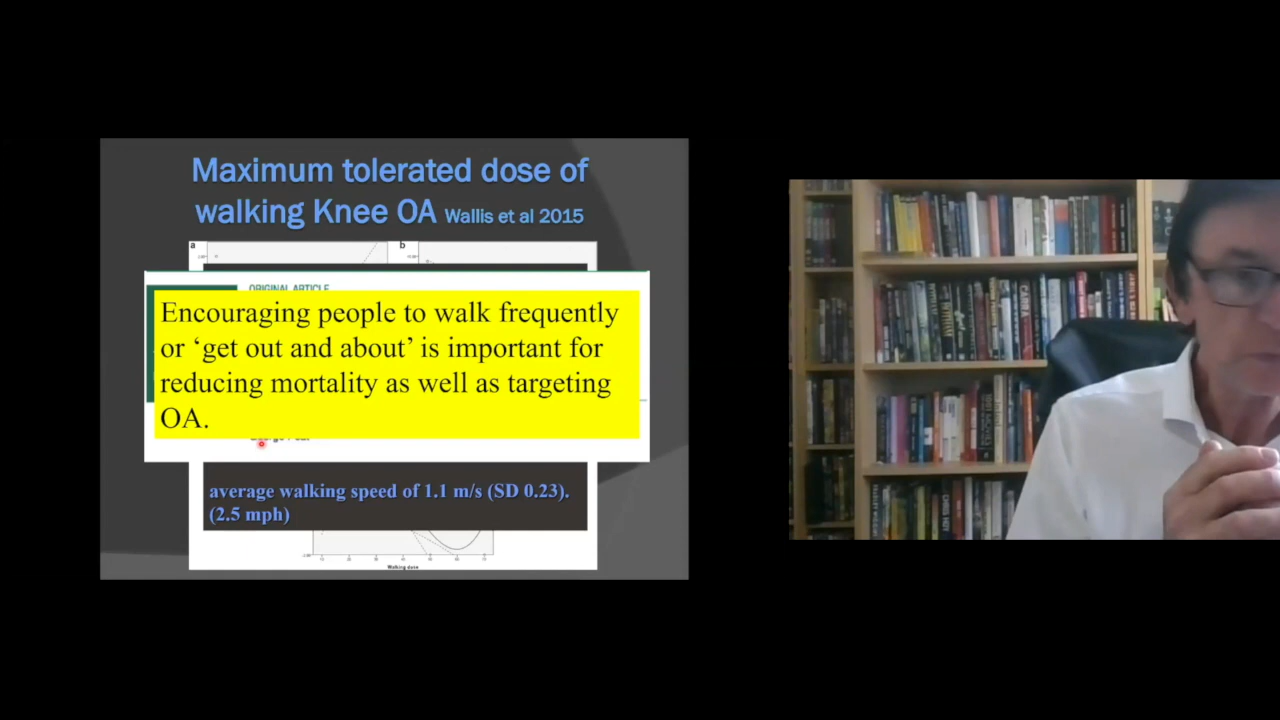 Maximum tolerated dose of
walking Knee OA Wallis et al 2015
a
b
ORIGINAL ARTICLE
Encouraging people to walk frequently
or ‘get out and about’ is important for
reducing mortality as well as targeting
OA.
average walking speed of 1.1 m/s (SD 0.23).
(2.5 mph)
Walking dose